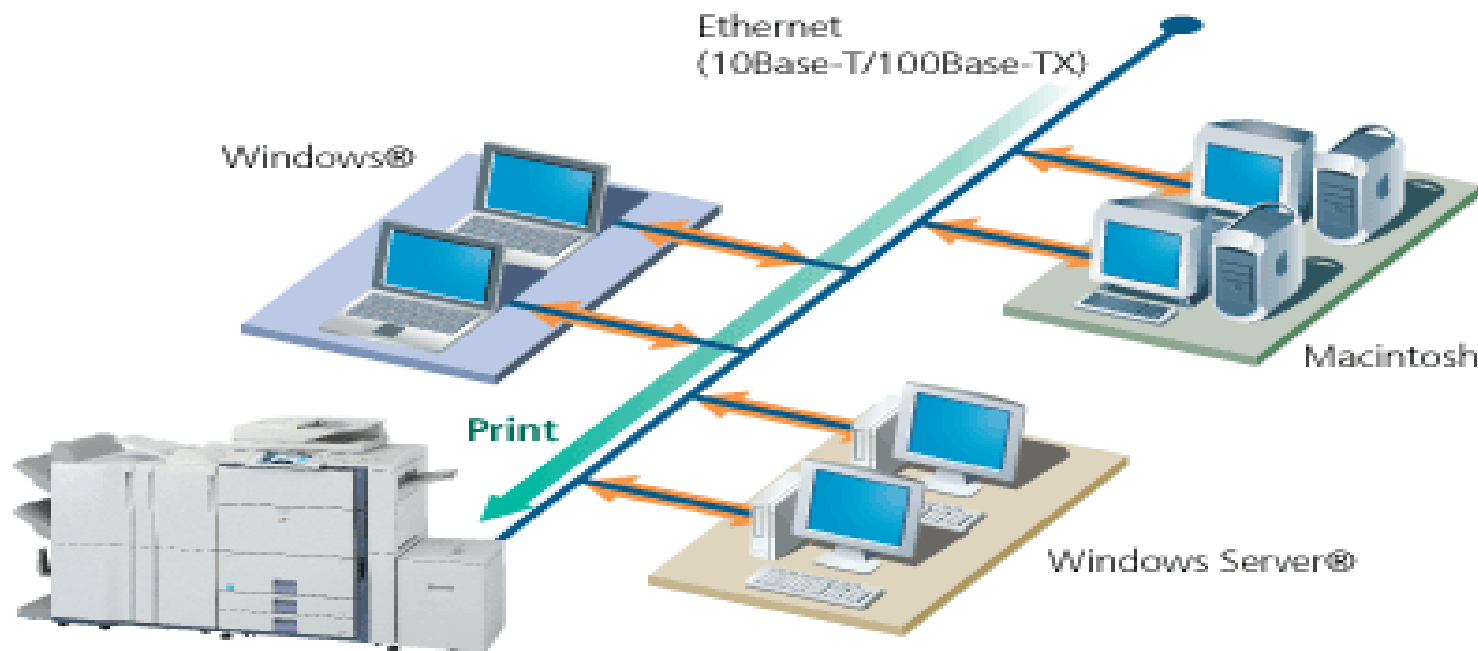 Ethernet
(10Base-T/100Base-TX)
Windows®
Macintosh
Print
Windows Server®